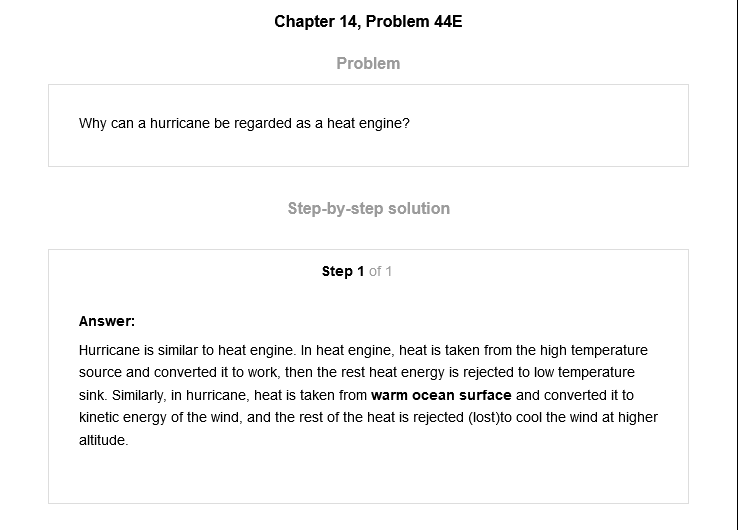 Chapter 14, Problem 44E
Problem
Why can a hurricane be regarded as a heat engine?
Step-by-step solution
Step 1 of 1
Answer:
Hurricane is similar to heat engine. In heat engine, heat is taken from the high temperature
source and converted it to work, then the rest heat energy is rejected to low temperature
sink. Similarly, in hurricane, heat is taken from warm ocean surface and converted it to
kinetic energy of the wind, and the rest of the heat is rejected (lost)to cool the wind at higher
altitude.